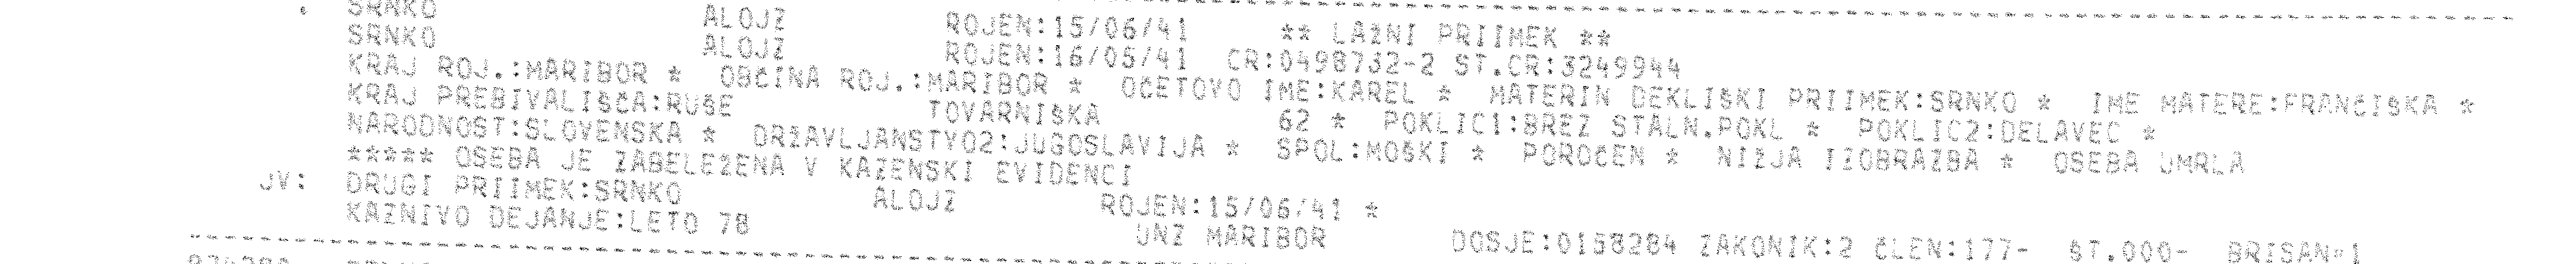 SRNKO ALOJZ ROJEN:15/06/41 ** LAŽNI PRIIMEK **
SRNKO ALOJZ ROJEN:16/05/41 CR:0498732-2 ST.CR:3249944
KRAJ ROJ.:MARIBOR * OBČINA ROJ.:MARIBOR * OČETOVO IME:KAREL * MATERIN DEKLIŠKI PRIIMEK:SRNKO * IME MATERE:FRANČIŠKA *
KRAJ PREBIVALIŠČA:RUŠE TOVARNIŠKA 62 * POKLIC1:BREZ STALN.POKL * POKLIC2:DELAVEC *
NARODNOST:SLOVENSKA * DRŽAVLJANSTVO2:JUGOSLAVIJA * SPOL:MOŠKI * POROČEN * NIŽJA IZOBRAZBA * OSEBA UMRLA
***** OSEBA JE ZABELEŽENA V KAZENSKI EVIDENCI
JV: DRUGI PRIIMEK:SRNKO ALOJZ ROJEN:15/06/41 *
KAZNIVO DEJANJE:LETO 78 UNZ MARIBOR DOSJE:0158284 ZAKONIK:2 ČLEN:177- ŠT.000- BRISAN=1